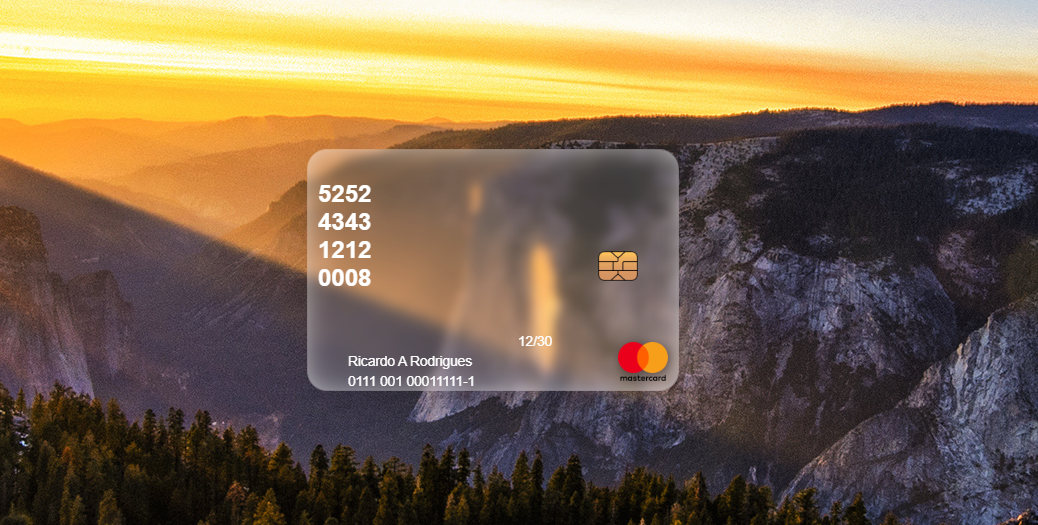 5252
4343
1212
0008
12/30
Ricardo A Rodrigues
0111 001 00011111-1
mastercard